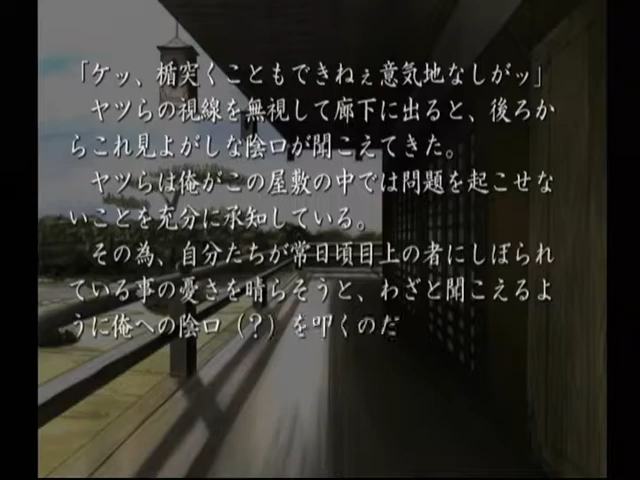 「ケッ、楯突くこともできねぇ意気地なしがッ」
　ヤツらの視線を無視して廊下に出ると、後ろか
らこれ見よがしな陰口が聞こえてきた。
　ヤツらは俺がこの屋敷の中では問題を起こせな
いことを充分に承知している。
　その為、自分たちが常日頃目上の者にしぼられ
ている事の憂さを晴らそうと、わざと聞こえるよ
うに俺への陰口（？）を叩くのだ